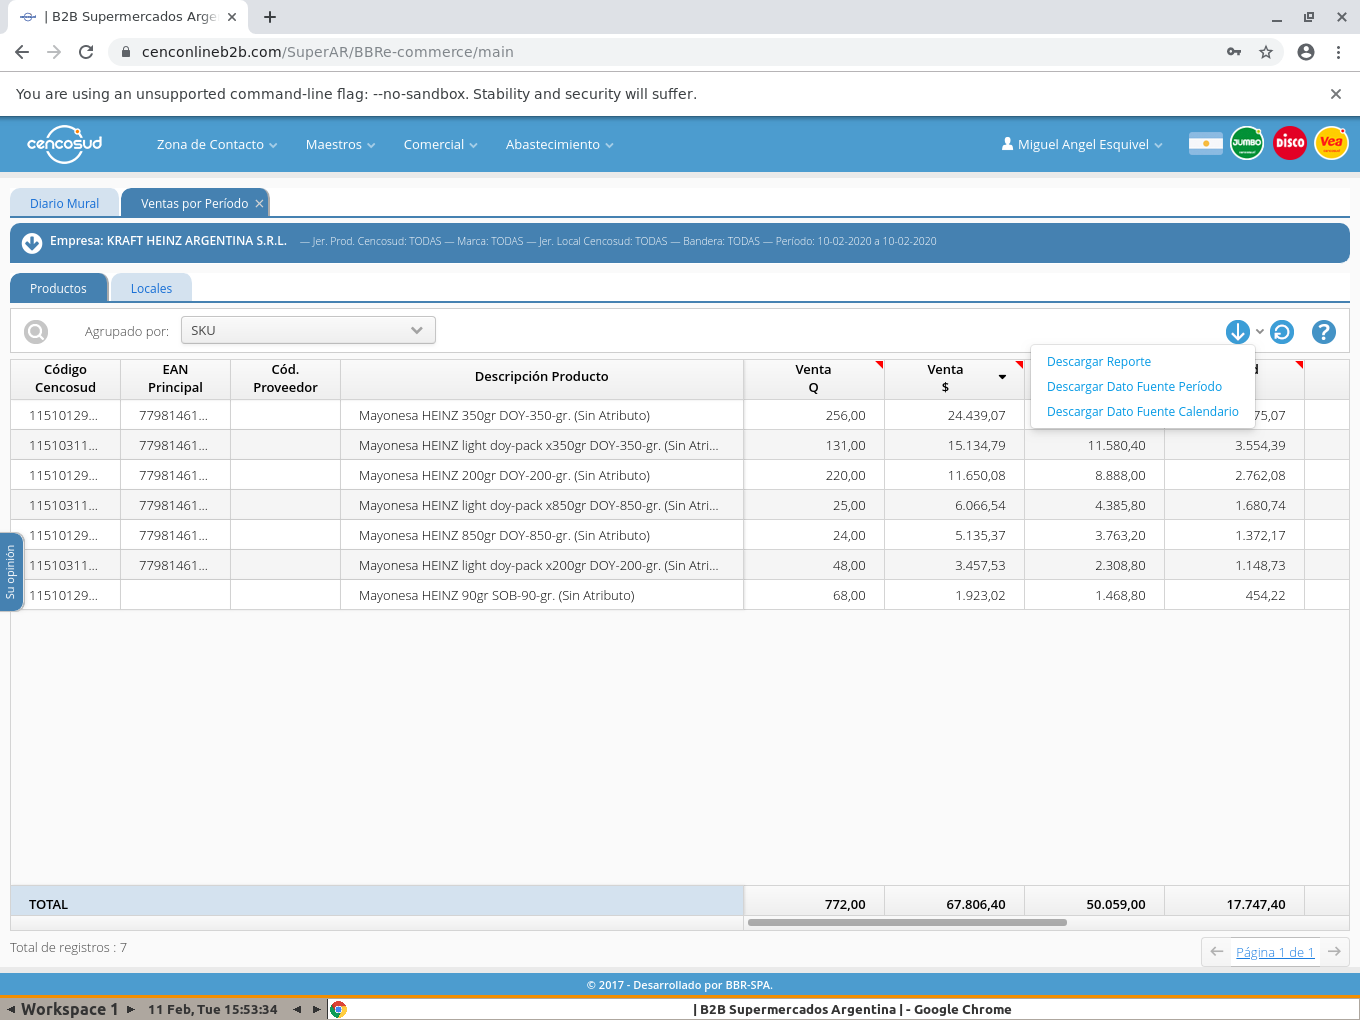 | B2B Supermercados Arge
cenconlineb2b.com/SuperAR/BBRe-commerce/main
You are using an unsupported command-line flag: --no-sandbox. Stability and security will suffer.
cencosud Zona de Contacto Maestros Comercial Abastecimiento Miguel Angel Esquivel JUMBO DISCO Vea
Diario Mural Ventas por Período
Empresa: KRAFT HEINZ ARGENTINA S.R.L. — Jer. Prod. Cencosud: TODAS — Marca: TODAS — Jer. Local Cencosud: TODAS — Bandera: TODAS — Período: 10-02-2020 a 10-02-2020
Productos Locales
Agrupado por: SKU
Descargar Reporte
Descargar Dato Fuente Período
Descargar Dato Fuente Calendario
Código Cencosud EAN Principal Cód. Proveedor Descripción Producto Venta Q Venta $ d
11510129... 77981461... Mayonesa HEINZ 350gr DOY-350-gr. (Sin Atributo) 256,00 24.439,07 75,07
11510311... 77981461... Mayonesa HEINZ light doy-pack x350gr DOY-350-gr. (Sin Atri... 131,00 15.134,79 11.580,40 3.554,39
11510129... 77981461... Mayonesa HEINZ 200gr DOY-200-gr. (Sin Atributo) 220,00 11.650,08 8.888,00 2.762,08
11510311... 77981461... Mayonesa HEINZ light doy-pack x850gr DOY-850-gr. (Sin Atri... 25,00 6.066,54 4.385,80 1.680,74
11510129... 77981461... Mayonesa HEINZ 850gr DOY-850-gr. (Sin Atributo) 24,00 5.135,37 3.763,20 1.372,17
11510311... 77981461... Mayonesa HEINZ light doy-pack x200gr DOY-200-gr. (Sin Atri... 48,00 3.457,53 2.308,80 1.148,73
11510129... Mayonesa HEINZ 90gr SOB-90-gr. (Sin Atributo) 68,00 1.923,02 1.468,80 454,22
Su opinión
TOTAL 772,00 67.806,40 50.059,00 17.747,40
Total de registros : 7
Página 1 de 1
© 2017 - Desarrollado por BBR-SPA.
Workspace 1 11 Feb, Tue 15:53:34 | B2B Supermercados Argentina | - Google Chrome